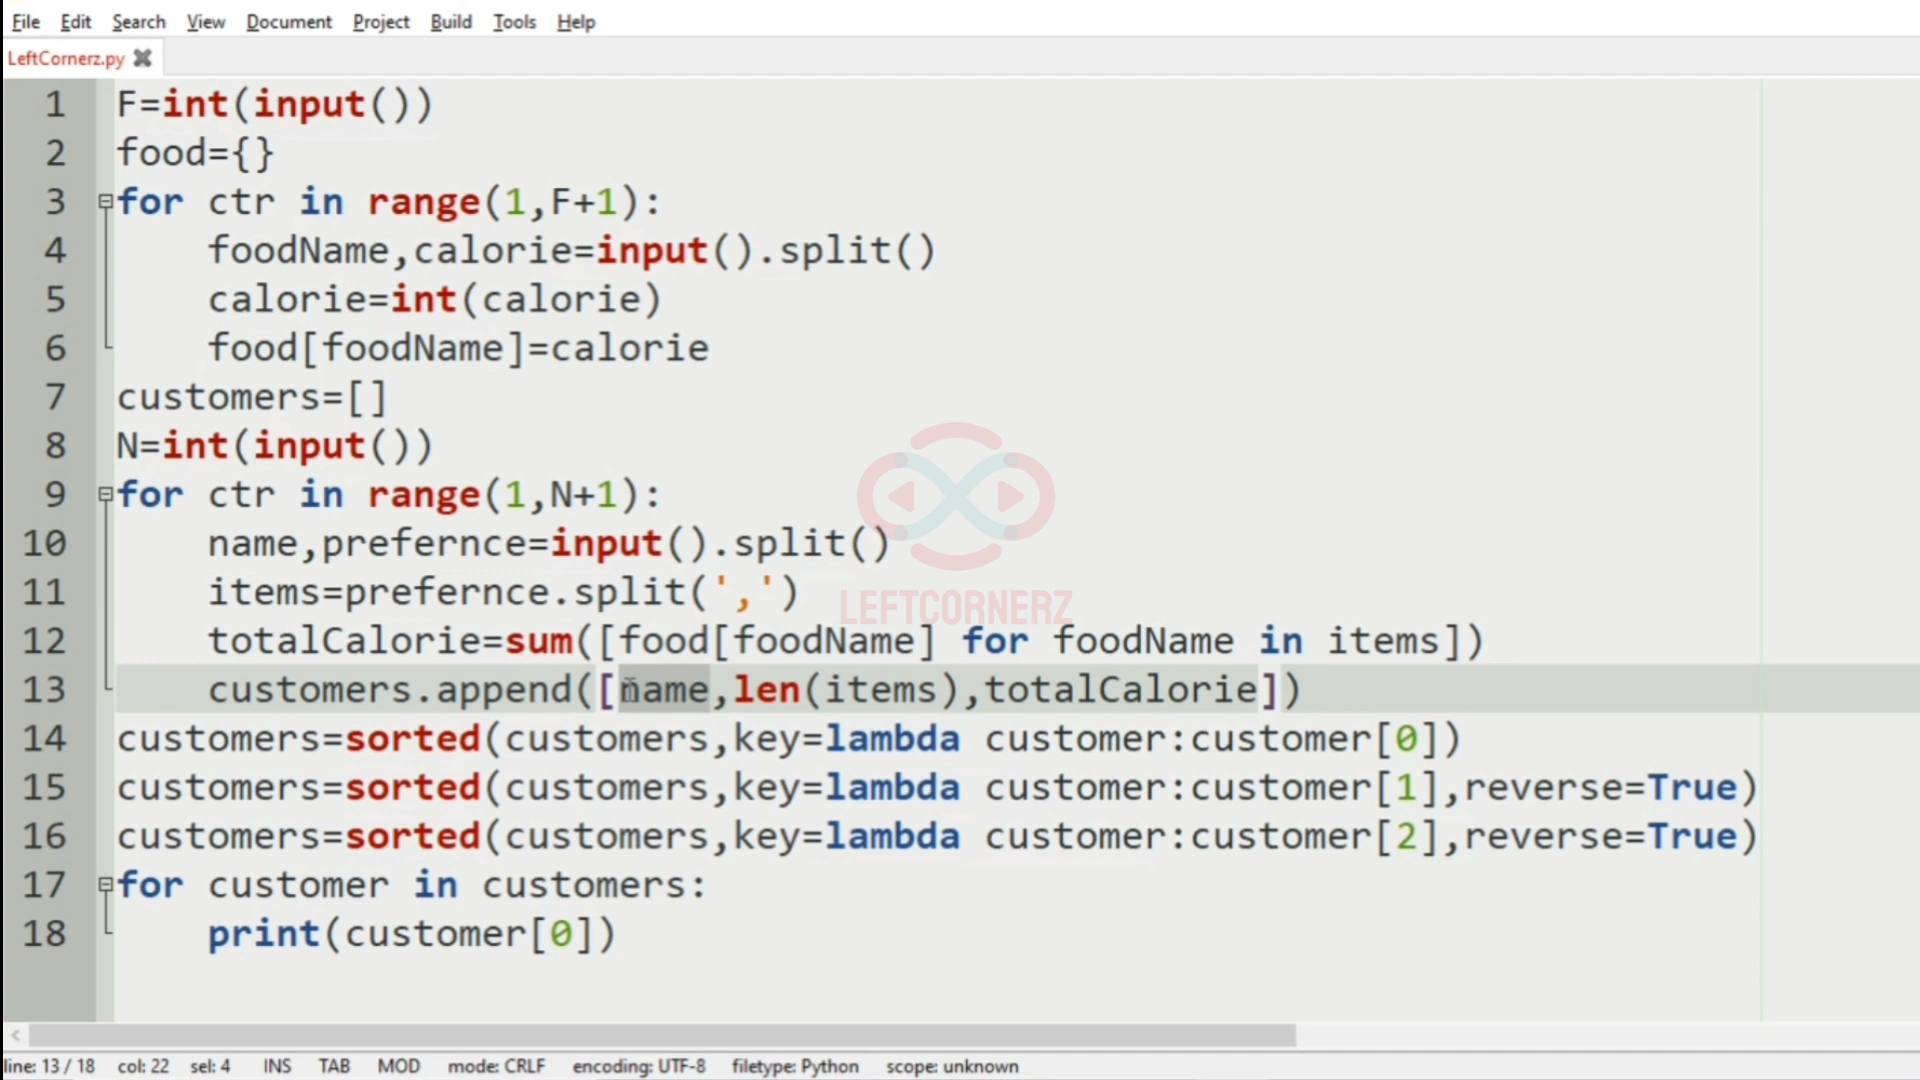 File Edit Search View Document Project Build Tools Help
LeftCornerz.py
1 F=int(input())
2 food={}
3 for ctr in range(1,F+1):
4     foodName,calorie=input().split()
5     calorie=int(calorie)
6     food[foodName]=calorie
7 customers=[]
8 N=int(input())
9 for ctr in range(1,N+1):
10     name,prefernce=input().split()
11     items=prefernce.split(',')
LEFTCORNERZ
12     totalCalorie=sum([food[foodName] for foodName in items])
13     customers.append([name,len(items),totalCalorie])
14 customers=sorted(customers,key=lambda customer:customer[0])
15 customers=sorted(customers,key=lambda customer:customer[1],reverse=True)
16 customers=sorted(customers,key=lambda customer:customer[2],reverse=True)
17 for customer in customers:
18     print(customer[0])
line: 13 / 18 col: 22 sel: 4 INS TAB MOD mode: CRLF encoding: UTF-8 filetype: Python scope: unknown